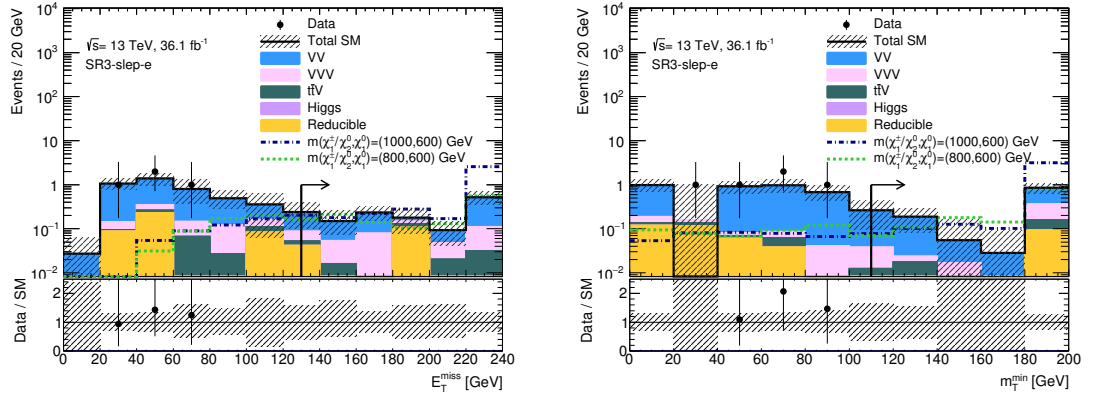 Events / 20 GeV
10⁴
10³
10²
10
1
10⁻¹
10⁻²
√s= 13 TeV, 36.1 fb⁻¹
SR3-slep-e
Data
Total SM
VV
VVV
tt̄V
Higgs
Reducible
m(χ̃₁±/χ̃₂⁰,χ̃₁⁰)=(1000,600) GeV
m(χ̃₁±/χ̃₂⁰,χ̃₁⁰)=(800,600) GeV
Data / SM
2
1
0
0 20 40 60 80 100 120 140 160 180 200 220 240
E_T^miss [GeV]
Events / 20 GeV
10⁴
10³
10²
10
1
10⁻¹
10⁻²
√s= 13 TeV, 36.1 fb⁻¹
SR3-slep-e
Data
Total SM
VV
VVV
tt̄V
Higgs
Reducible
m(χ̃₁±/χ̃₂⁰,χ̃₁⁰)=(1000,600) GeV
m(χ̃₁±/χ̃₂⁰,χ̃₁⁰)=(800,600) GeV
Data / SM
2
1
0
0 20 40 60 80 100 120 140 160 180 200
m_T^min [GeV]